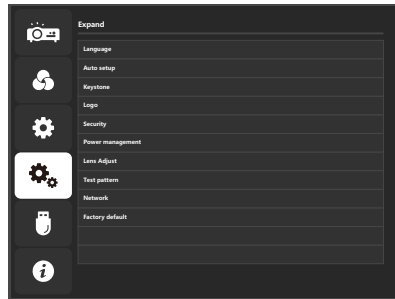 Expand
Language
Auto setup
Keystone
Logo
Security
Power management
Lens Adjust
Test pattern
Network
Factory default
i